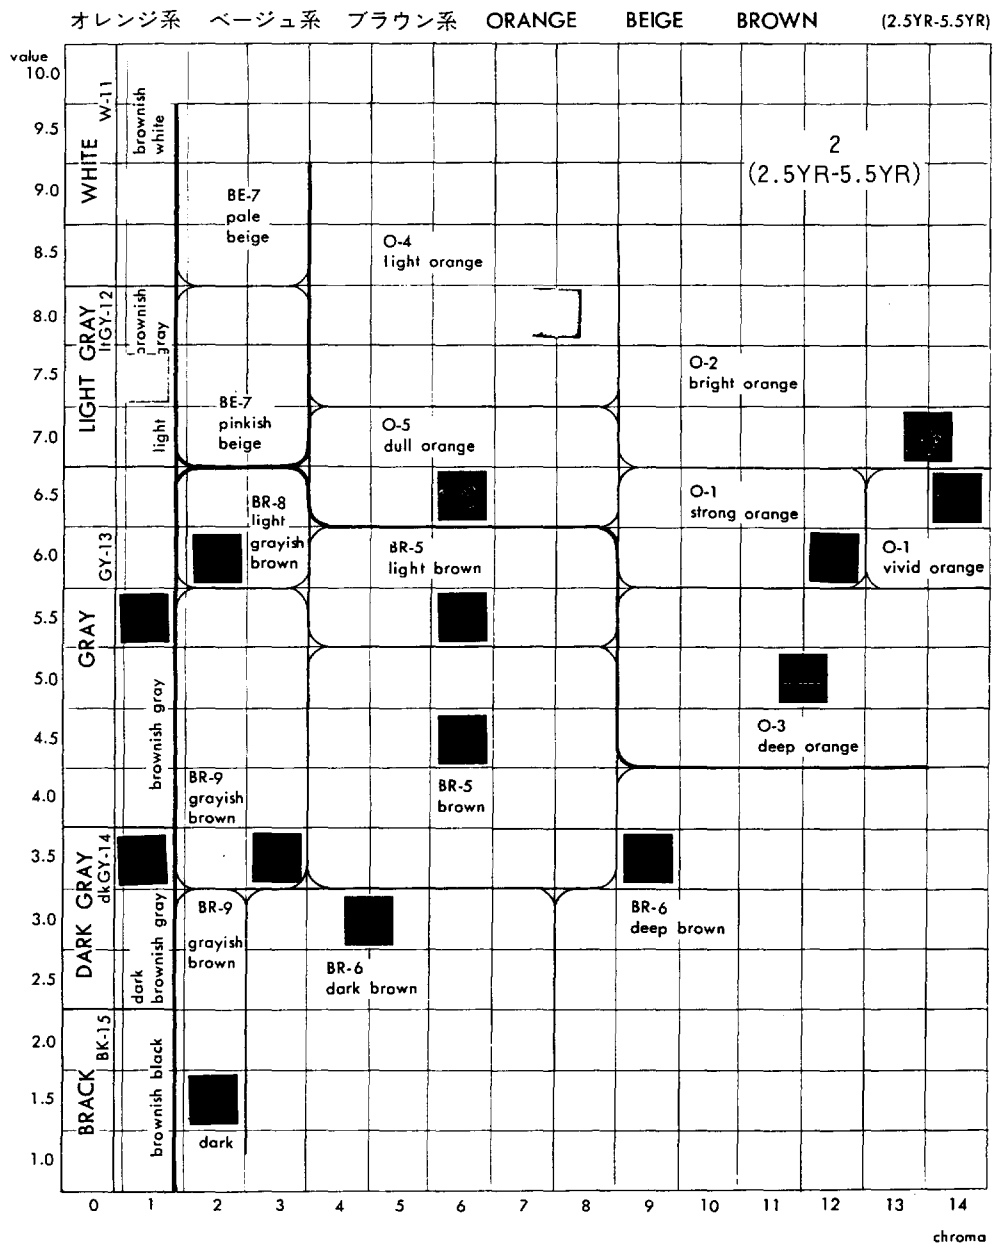 オレンジ系 ベージュ系 ブラウン系 ORANGE BEIGE BROWN (2.5YR-5.5YR)
value
10.0
9.5
9.0
8.5
8.0
7.5
7.0
6.5
6.0
5.5
5.0
4.5
4.0
3.5
3.0
2.5
2.0
1.5
1.0
WHITE W-11
brownish
white
LIGHT GRAY ltGY-12
brownish
gray
light
gray
GRAY GY-13
brownish gray
DARK GRAY dkGY-14
dark
brownish gray
BRACK BK-15
brownish black
2
(2.5YR-5.5YR)
BE-7
pale
beige
O-4
light orange
O-2
bright orange
BE-7
pinkish
beige
O-5
dull orange
BR-8
light
grayish
brown
O-1
strong orange
BR-5
light brown
O-1
vivid orange
O-3
deep orange
BR-9
grayish
brown
BR-5
brown
BR-9
grayish
brown
BR-6
deep brown
BR-6
dark brown
dark
0 1 2 3 4 5 6 7 8 9 10 11 12 13 14
chroma